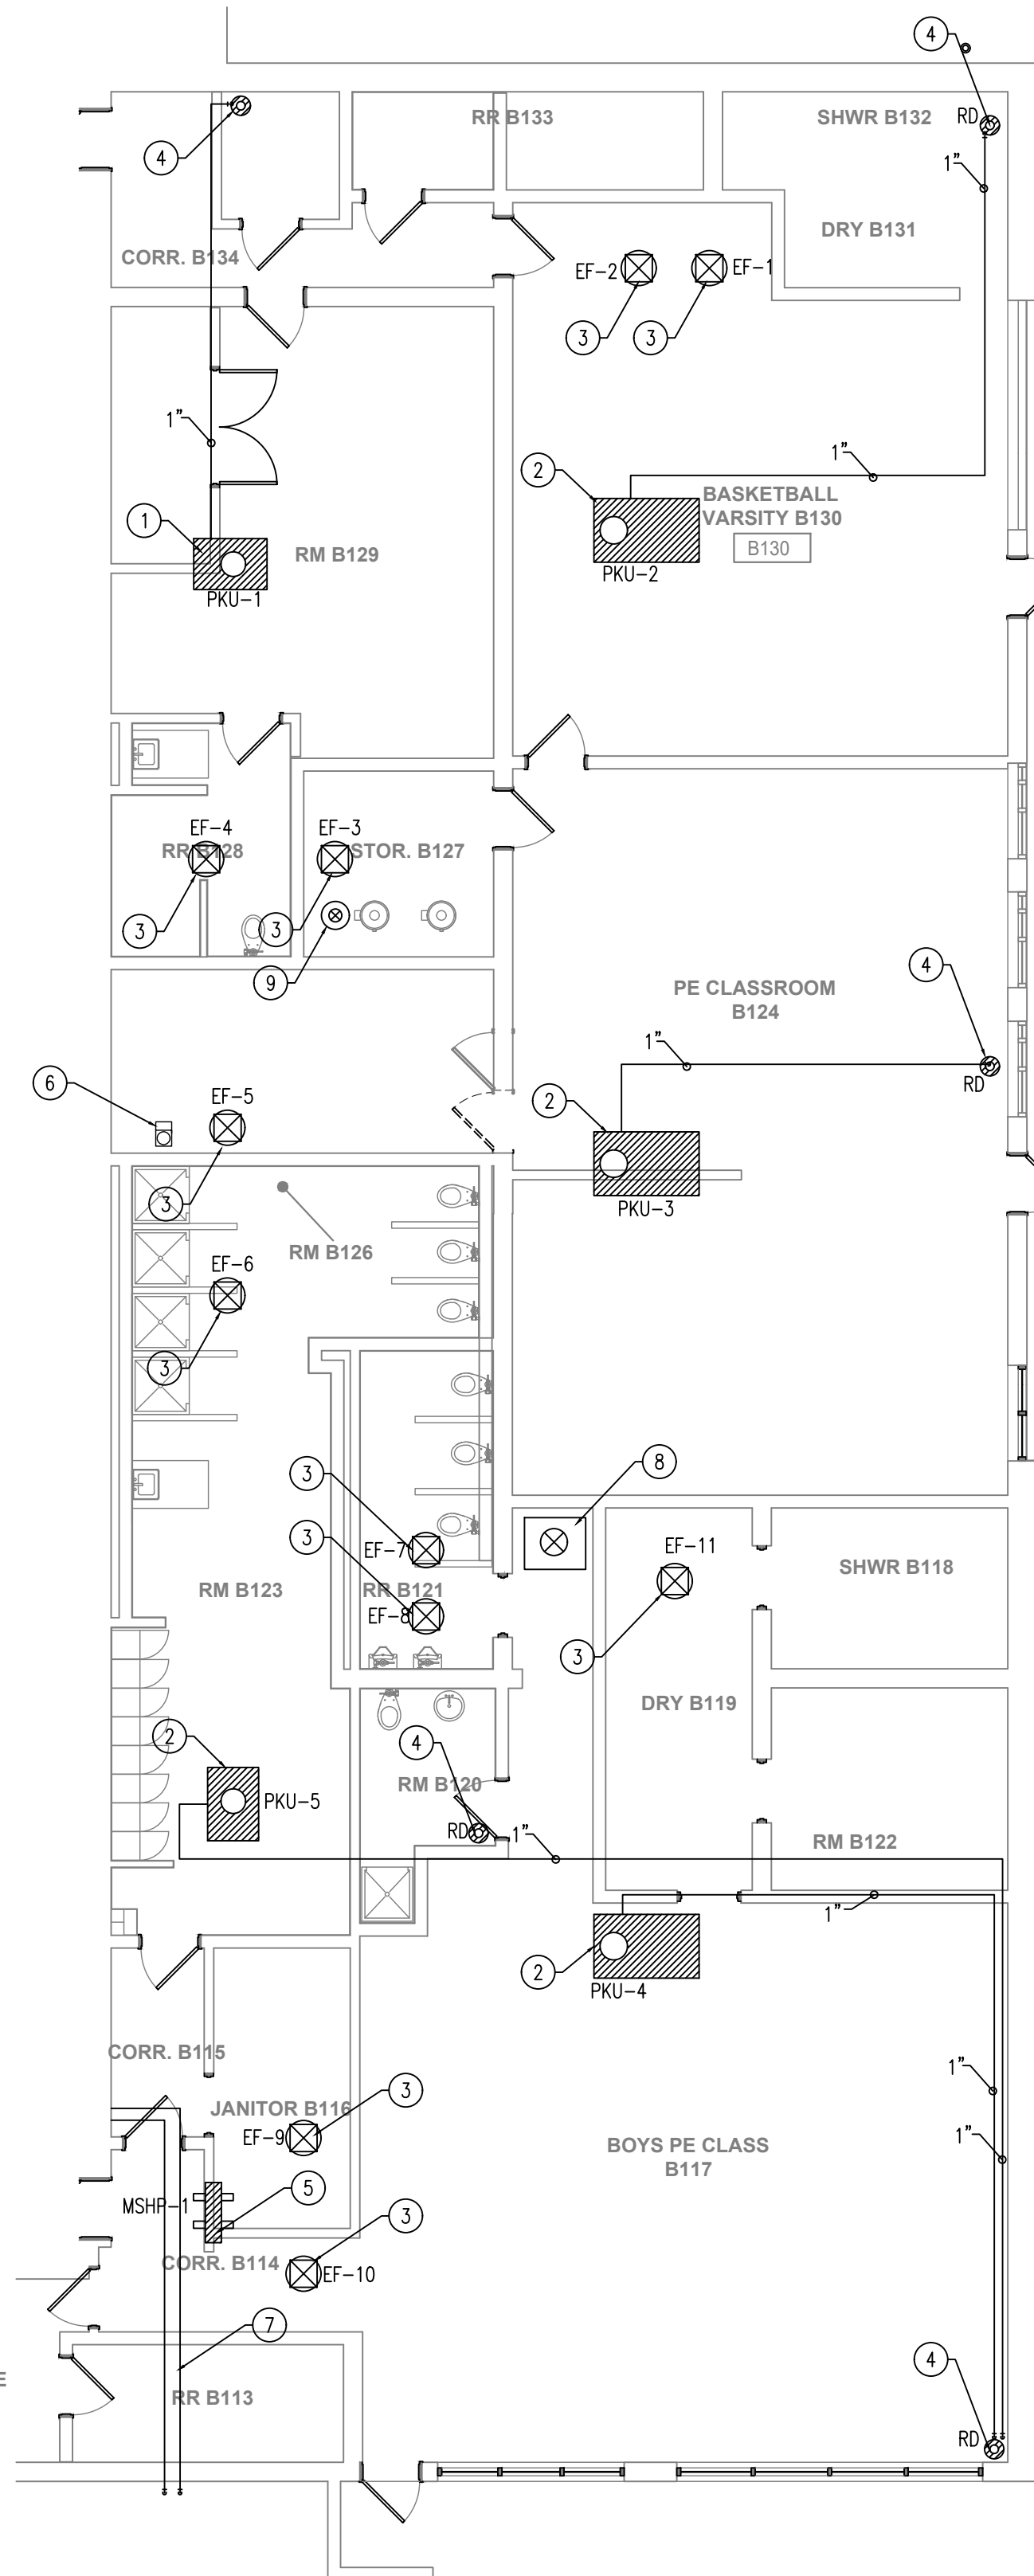 4
RR B133
SHWR B132
RD
4
1"
DRY B131
CORR. B134
EF-2
EF-1
3
3
1"
1"
2
BASKETBALL
VARSITY B130
B130
1
RM B129
PKU-2
PKU-1
EF-4
EF-3
RR B128
STOR. B127
3
3
9
4
PE CLASSROOM
B124
1"
RD
6
EF-5
2
3
PKU-3
RM B126
EF-6
3
8
3
3
EF-7
EF-11
SHWR B118
RM B123
RR B121
EF-8
3
DRY B119
2
4
RM B120
PKU-5
RD
1"
RM B122
1"
2
PKU-4
CORR. B115
1"
3
JANITOR B116
EF-9
BOYS PE CLASS
B117
1"
5
MSHP-1
3
CORR. B114
EF-10
7
4
E
RR B113
RD